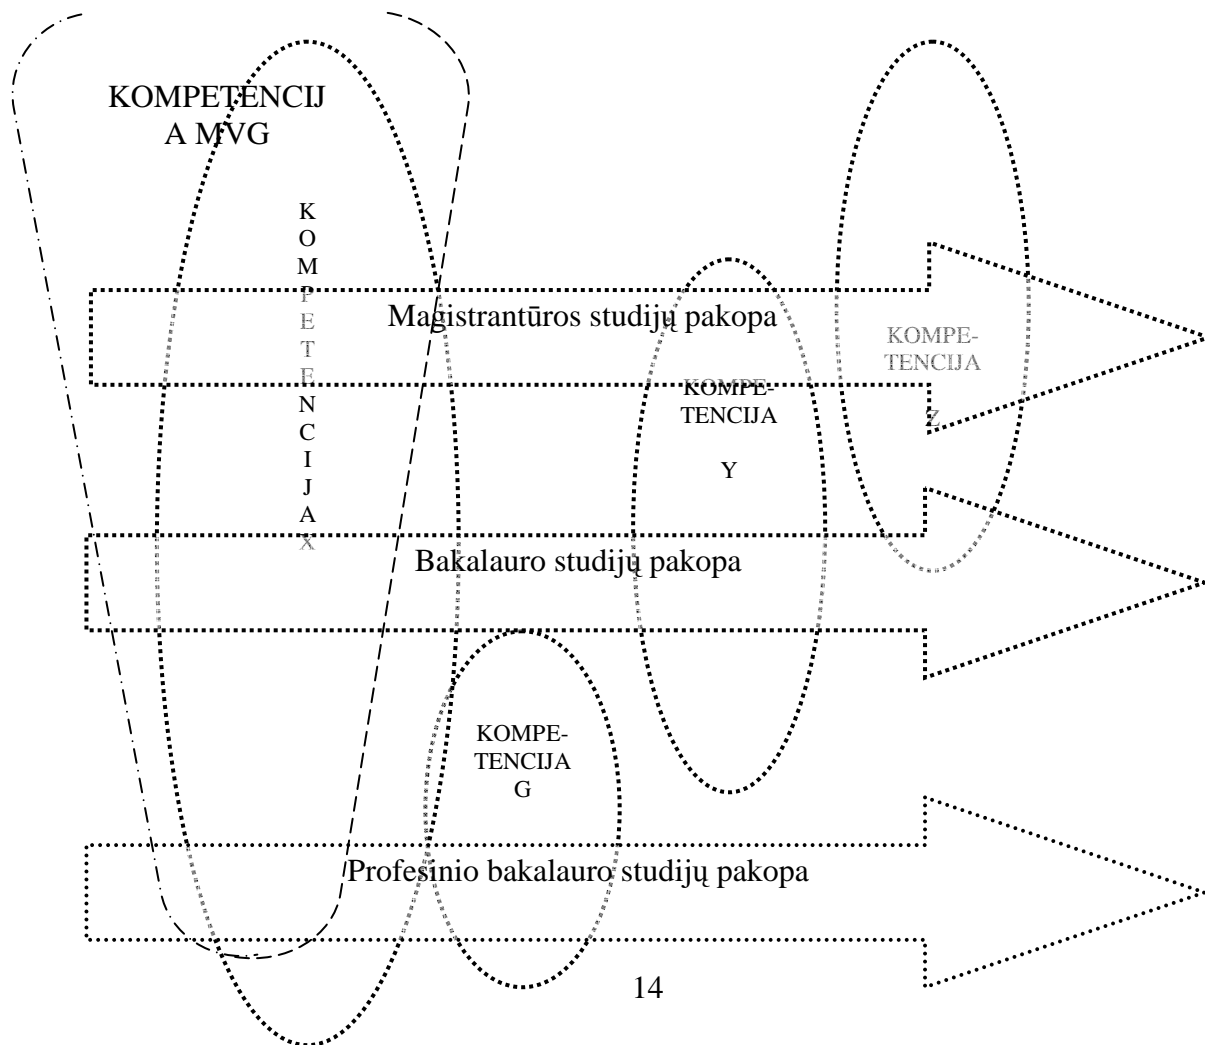 KOMPETENCIJ
A MVG
K
O
M
P
E
T
E
N
C
I
J
A
X
Magistrantūros studijų pakopa
KOMPE-
TENCIJA
Z
KOMPE-
TENCIJA
Y
Bakalauro studijų pakopa
KOMPE-
TENCIJA
G
Profesinio bakalauro studijų pakopa
14